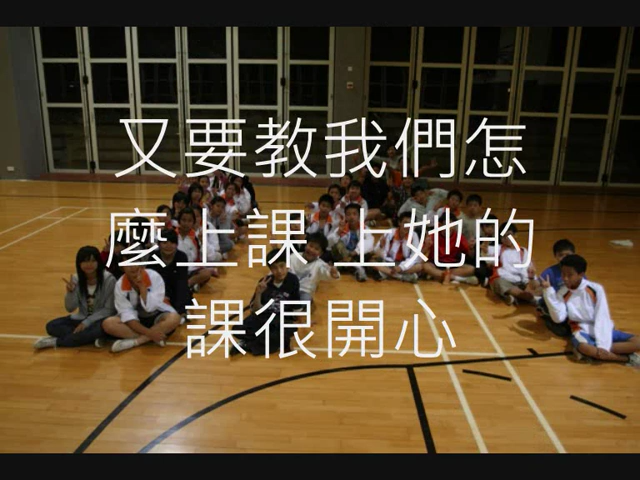 又要教我們怎
麼上課 上她的
課很開心